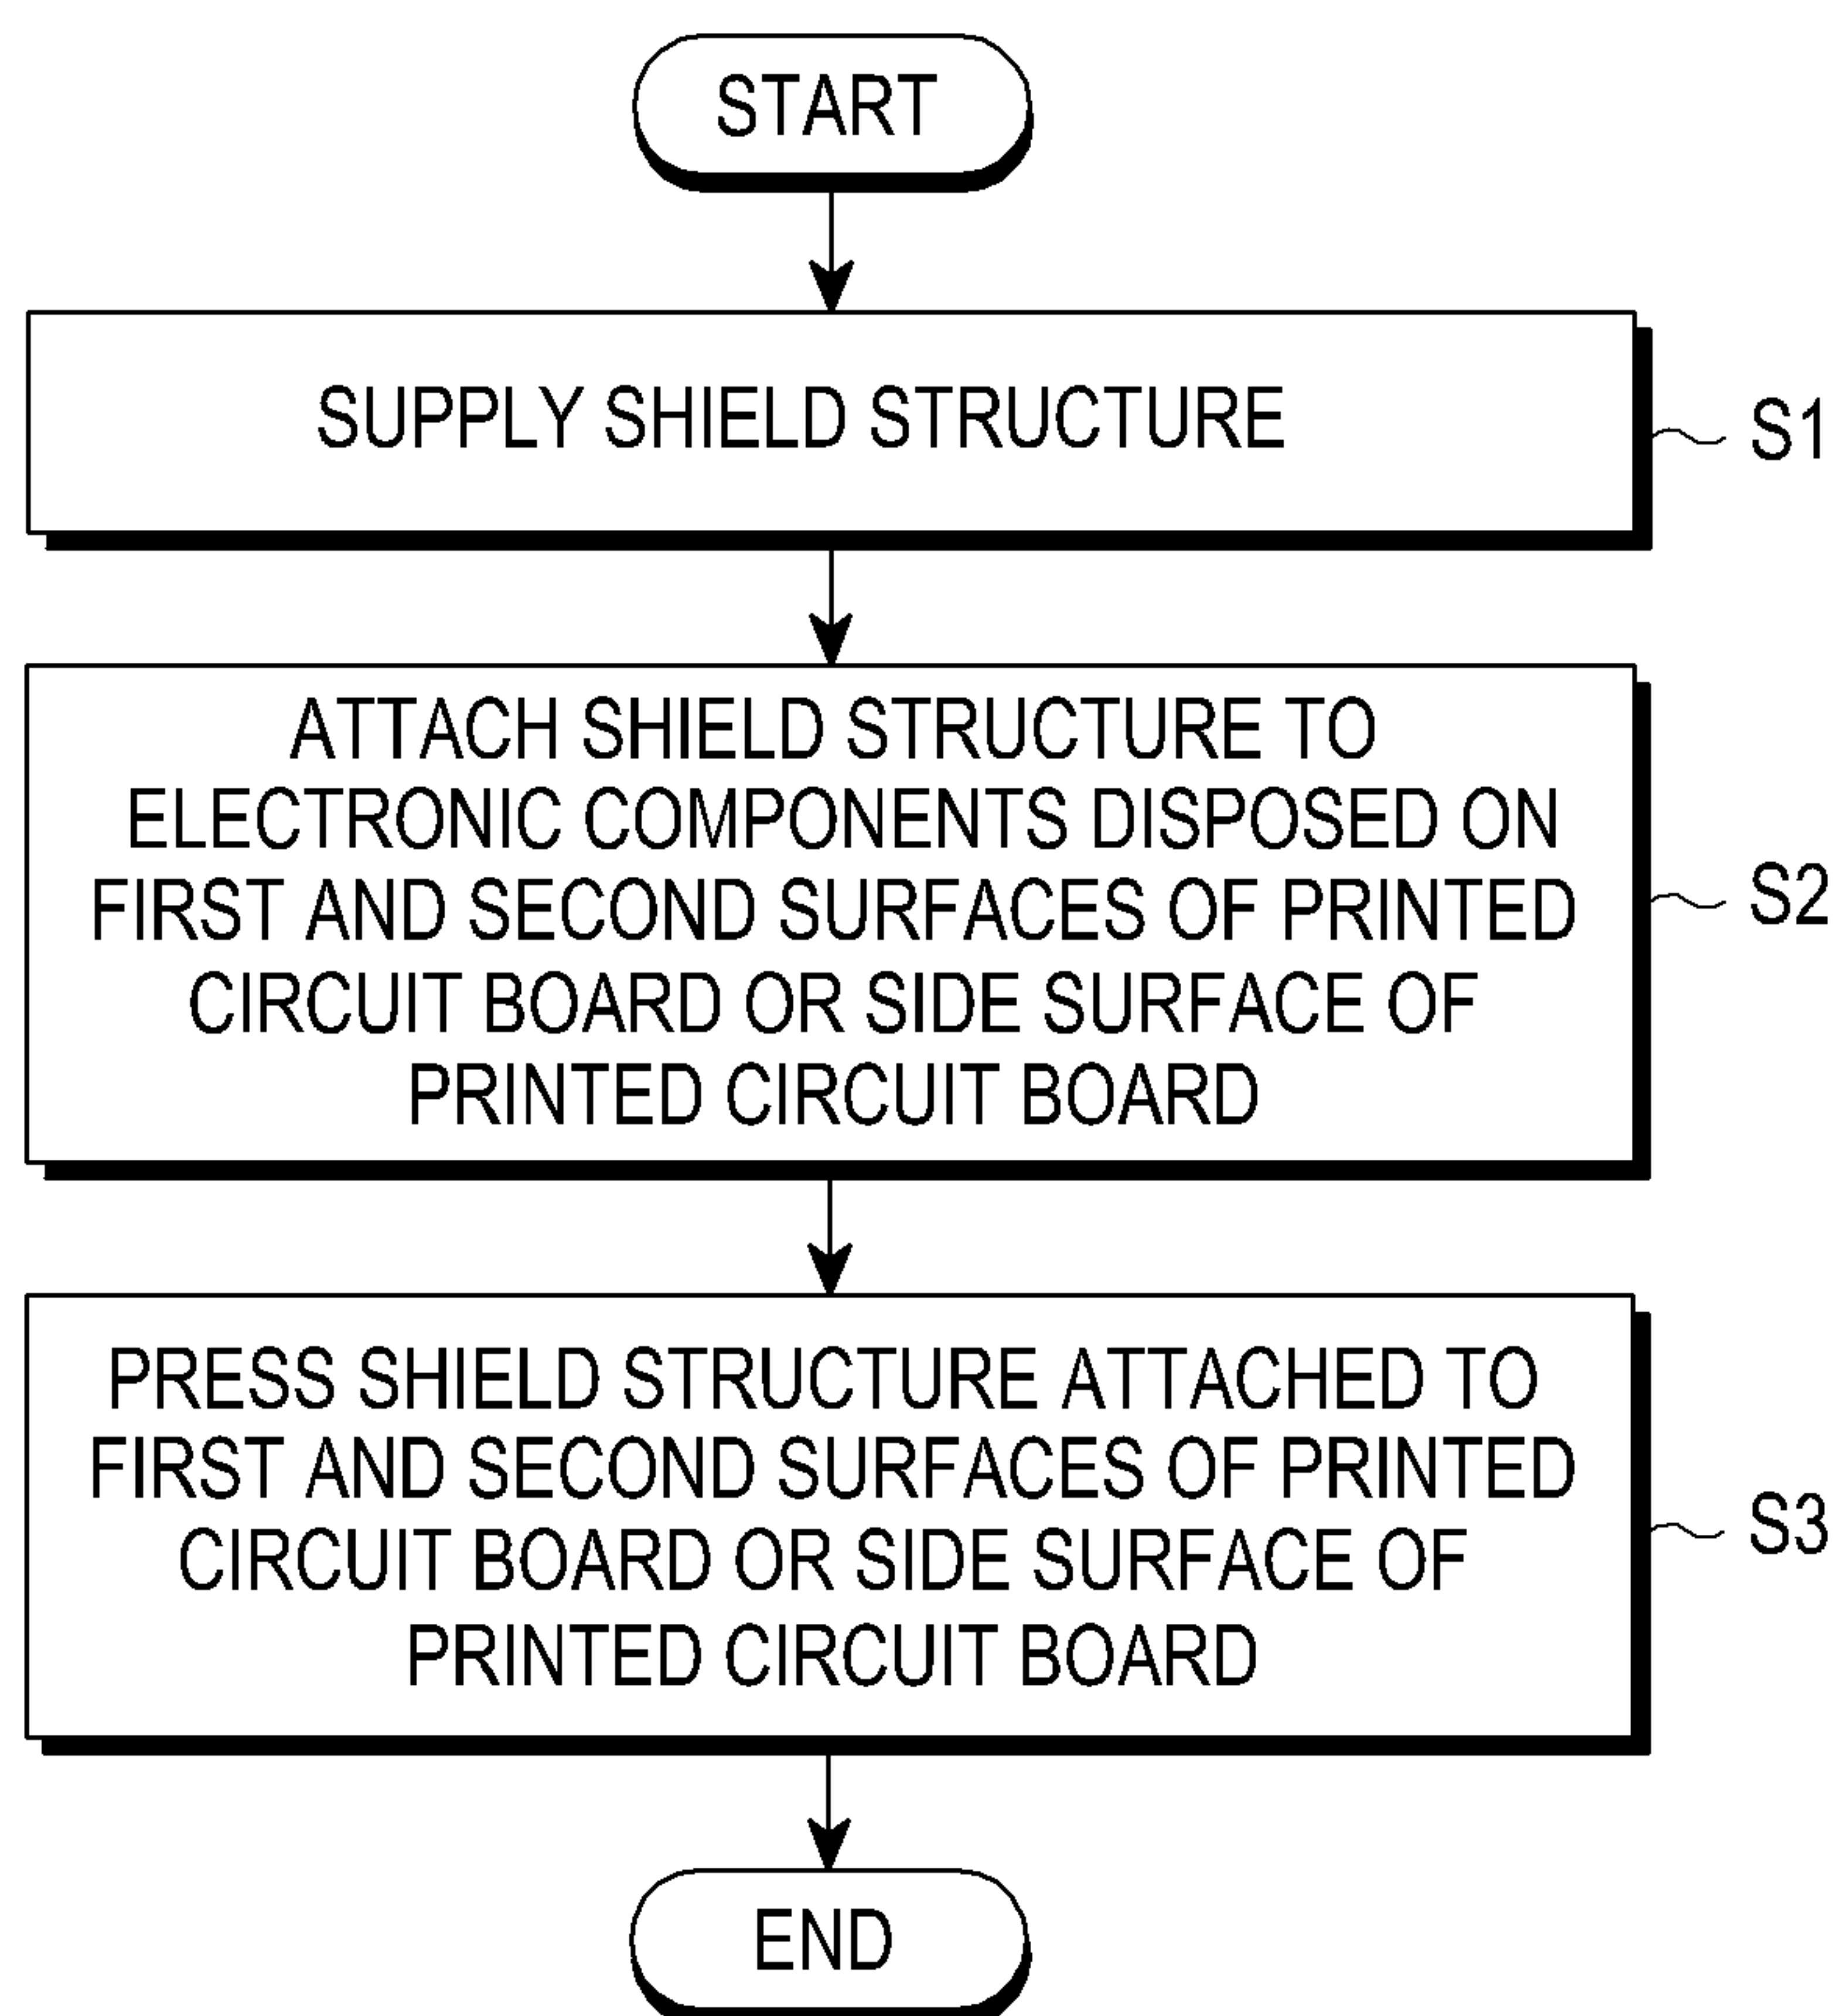 START
SUPPLY SHIELD STRUCTURE
S1
ATTACH SHIELD STRUCTURE TO
ELECTRONIC COMPONENTS DISPOSED ON
FIRST AND SECOND SURFACES OF PRINTED
CIRCUIT BOARD OR SIDE SURFACE OF
PRINTED CIRCUIT BOARD
S2
PRESS SHIELD STRUCTURE ATTACHED TO
FIRST AND SECOND SURFACES OF PRINTED
CIRCUIT BOARD OR SIDE SURFACE OF
PRINTED CIRCUIT BOARD
S3
END